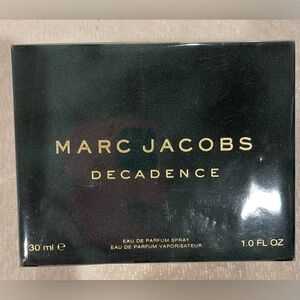 MARC JACOBS
DECADENCE
EAU DE PARFUM SPRAY
EAU DE PARFUM VAPORISATEUR
30 ml ℮
1.0 FL OZ